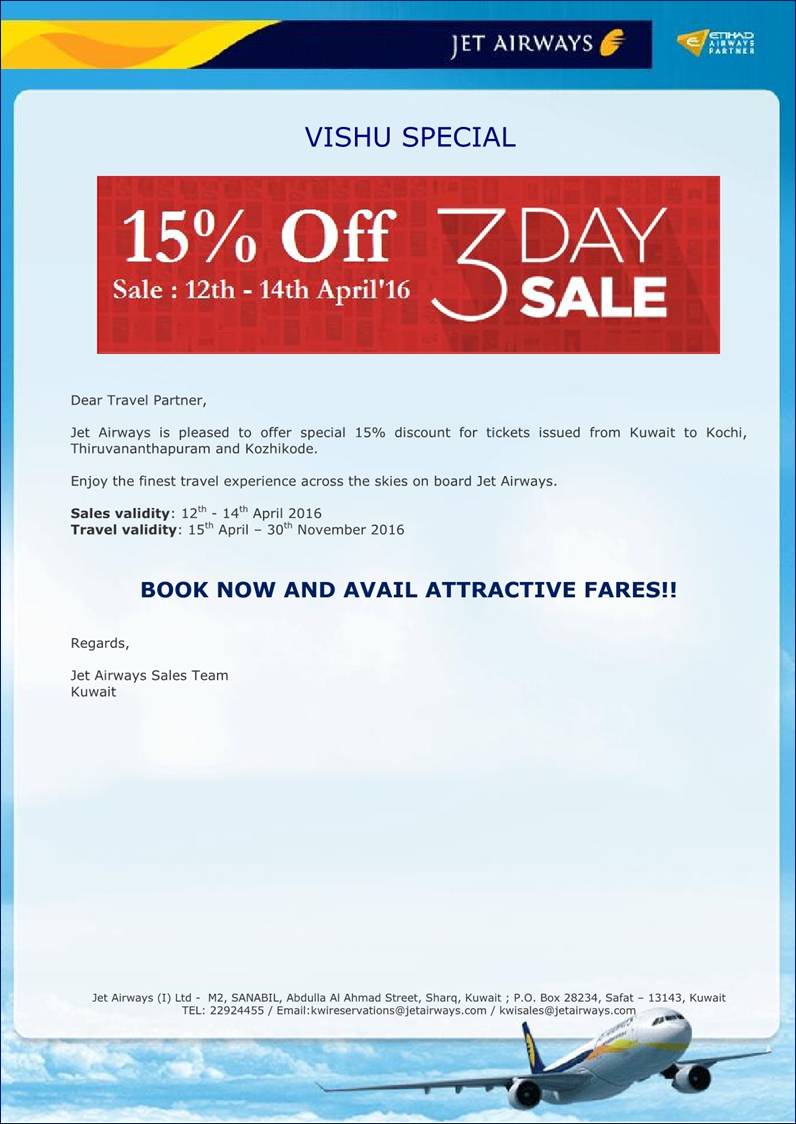 JET AIRWAYS
ETIHAD
AIRWAYS
PARTNER
VISHU SPECIAL
15% Off
Sale : 12th - 14th April'16
3 DAY
SALE
Dear Travel Partner,
Jet Airways is pleased to offer special 15% discount for tickets issued from Kuwait to Kochi,
Thiruvananthapuram and Kozhikode.
Enjoy the finest travel experience across the skies on board Jet Airways.
Sales validity: 12th - 14th April 2016
Travel validity: 15th April – 30th November 2016
BOOK NOW AND AVAIL ATTRACTIVE FARES!!
Regards,
Jet Airways Sales Team
Kuwait
Jet Airways (I) Ltd - M2, SANABIL, Abdulla Al Ahmad Street, Sharq, Kuwait ; P.O. Box 28234, Safat – 13143, Kuwait
TEL: 22924455 / Email:kwireservations@jetairways.com / kwisales@jetairways.com